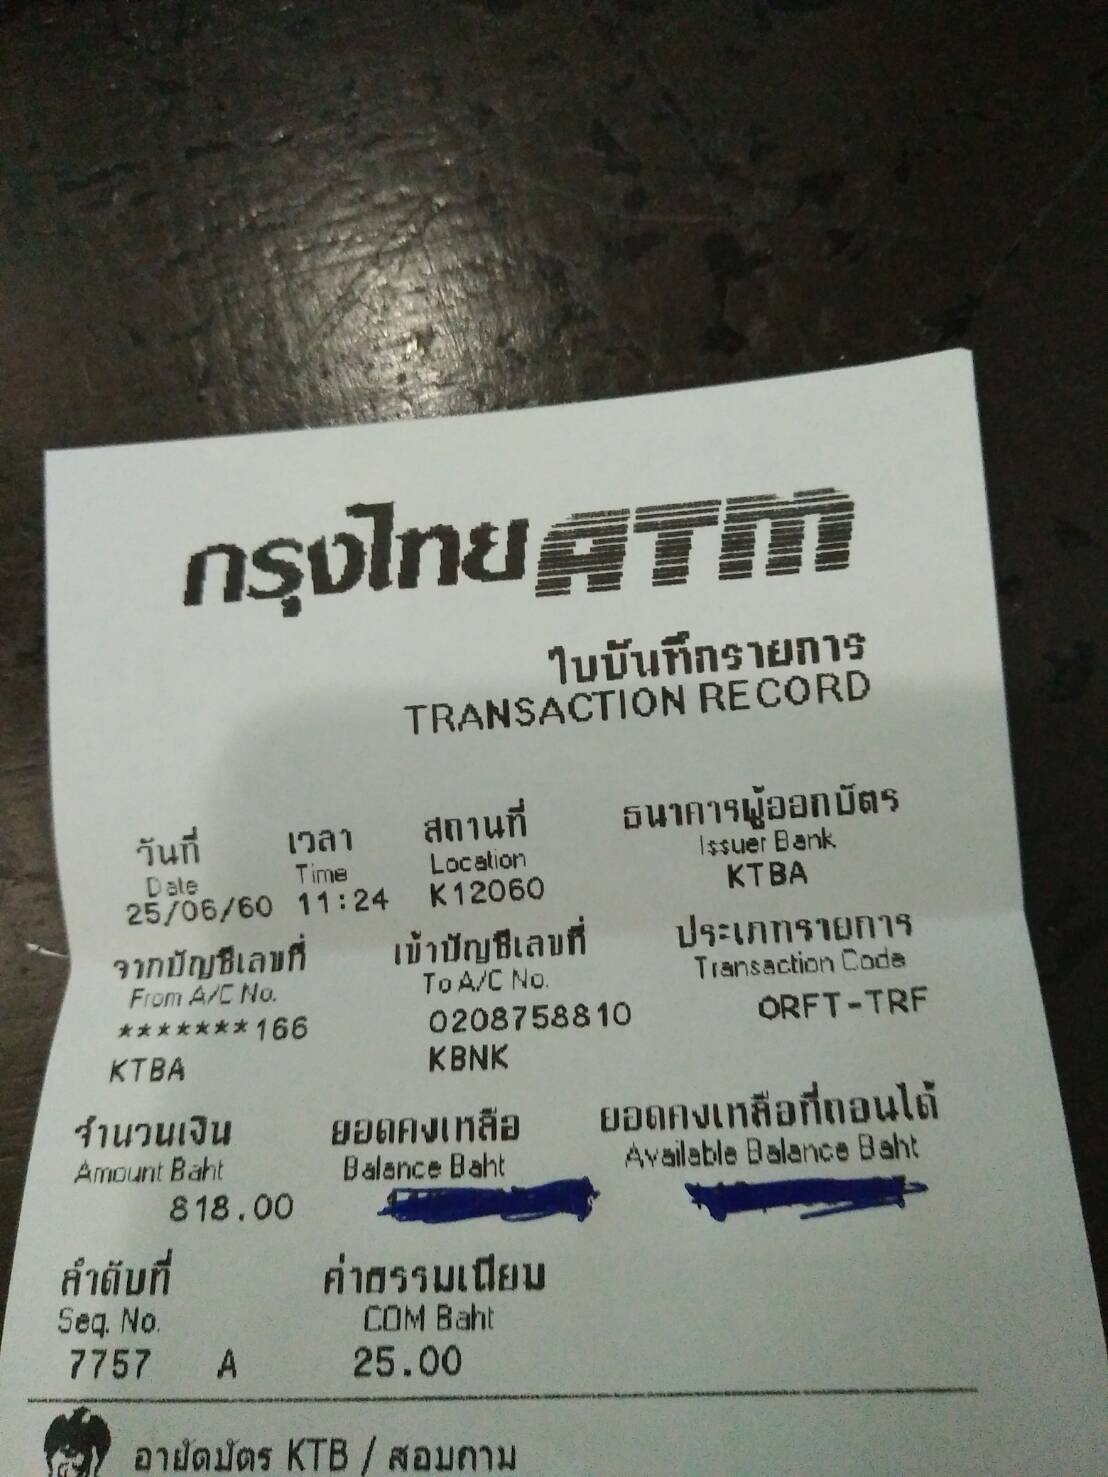 กรุงไทย ATM
ใบบันทึกรายการ
TRANSACTION RECORD
วันที่ เวลา สถานที่ ธนาคารผู้ออกบัตร
Date Time Location Issuer Bank
25/06/60 11:24 K12060 KTBA
จากบัญชีเลขที่ เข้าบัญชีเลขที่ ประเภทรายการ
From A/C No. To A/C No. Transaction Code
*******166 0208758810 ORFT-TRF
KTBA KBNK
จำนวนเงิน ยอดคงเหลือ ยอดคงเหลือที่ถอนได้
Amount Baht Balance Baht Available Balance Baht
818.00
ลำดับที่ ค่าธรรมเนียม
Seq. No. COM Baht
7757 A 25.00
อายัดบัตร KTB / สอบถาม